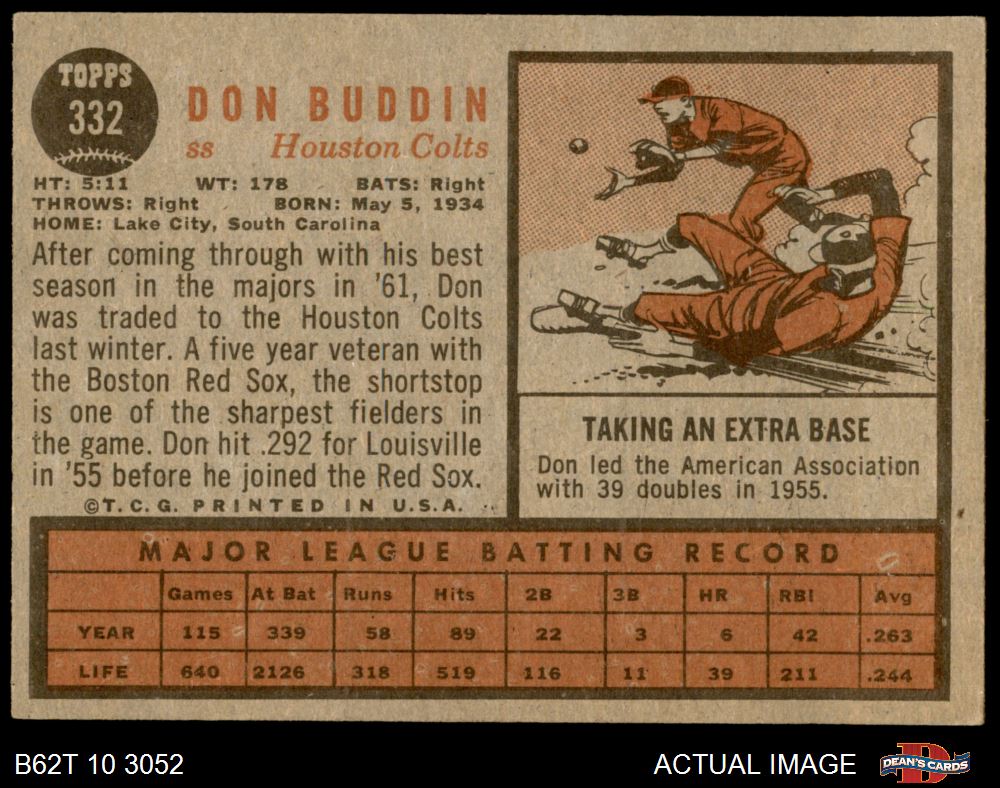 TOPPS
332
DON BUDDIN
ss Houston Colts
HT: 5:11 WT: 178 BATS: Right
THROWS: Right BORN: May 5, 1934
HOME: Lake City, South Carolina
After coming through with his best
season in the majors in '61, Don
was traded to the Houston Colts
last winter. A five year veteran with
the Boston Red Sox, the shortstop
is one of the sharpest fielders in
the game. Don hit .292 for Louisville
in '55 before he joined the Red Sox.
©T.C.G. PRINTED IN U.S.A.
TAKING AN EXTRA BASE
Don led the American Association
with 39 doubles in 1955.
MAJOR LEAGUE BATTING RECORD
Games At Bat Runs Hits 2B 3B HR RBI Avg
YEAR 115 339 58 89 22 3 6 42 .263
LIFE 640 2126 318 519 116 11 39 211 .244
B62T 10 3052
ACTUAL IMAGE
DEAN'S CARDS